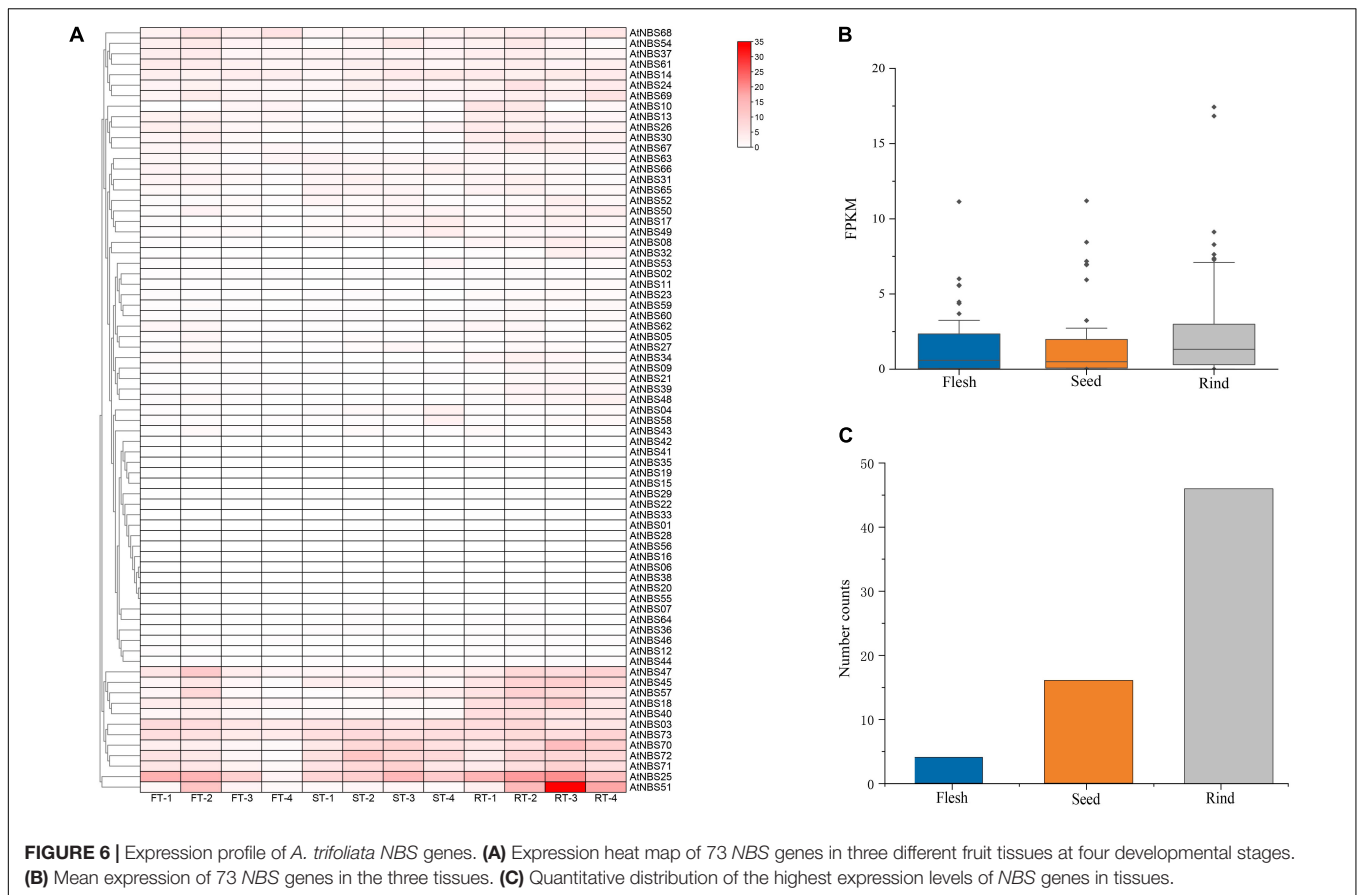 A
AtNBS68
AtNBS54
AtNBS37
AtNBS61
AtNBS14
AtNBS24
AtNBS69
AtNBS10
AtNBS13
AtNBS26
AtNBS30
AtNBS67
AtNBS63
AtNBS66
AtNBS31
AtNBS65
AtNBS52
AtNBS50
AtNBS17
AtNBS49
AtNBS08
AtNBS32
AtNBS53
AtNBS02
AtNBS11
AtNBS23
AtNBS59
AtNBS60
AtNBS62
AtNBS05
AtNBS27
AtNBS34
AtNBS09
AtNBS21
AtNBS39
AtNBS48
AtNBS04
AtNBS58
AtNBS43
AtNBS42
AtNBS41
AtNBS35
AtNBS19
AtNBS15
AtNBS29
AtNBS22
AtNBS33
AtNBS01
AtNBS28
AtNBS56
AtNBS16
AtNBS06
AtNBS38
AtNBS20
AtNBS55
AtNBS07
AtNBS64
AtNBS36
AtNBS46
AtNBS12
AtNBS44
AtNBS47
AtNBS45
AtNBS57
AtNBS18
AtNBS40
AtNBS03
AtNBS73
AtNBS70
AtNBS72
AtNBS71
AtNBS25
AtNBS51
FT-1 FT-2 FT-3 FT-4 ST-1 ST-2 ST-3 ST-4 RT-1 RT-2 RT-3 RT-4
35
30
25
20
15
10
5
0
B
20
15
10
5
0
FPKM
Flesh Seed Rind
C
50
40
30
20
10
0
Number counts
Flesh Seed Rind
FIGURE 6 | Expression profile of A. trifoliata NBS genes. (A) Expression heat map of 73 NBS genes in three different fruit tissues at four developmental stages.
(B) Mean expression of 73 NBS genes in the three tissues. (C) Quantitative distribution of the highest expression levels of NBS genes in tissues.